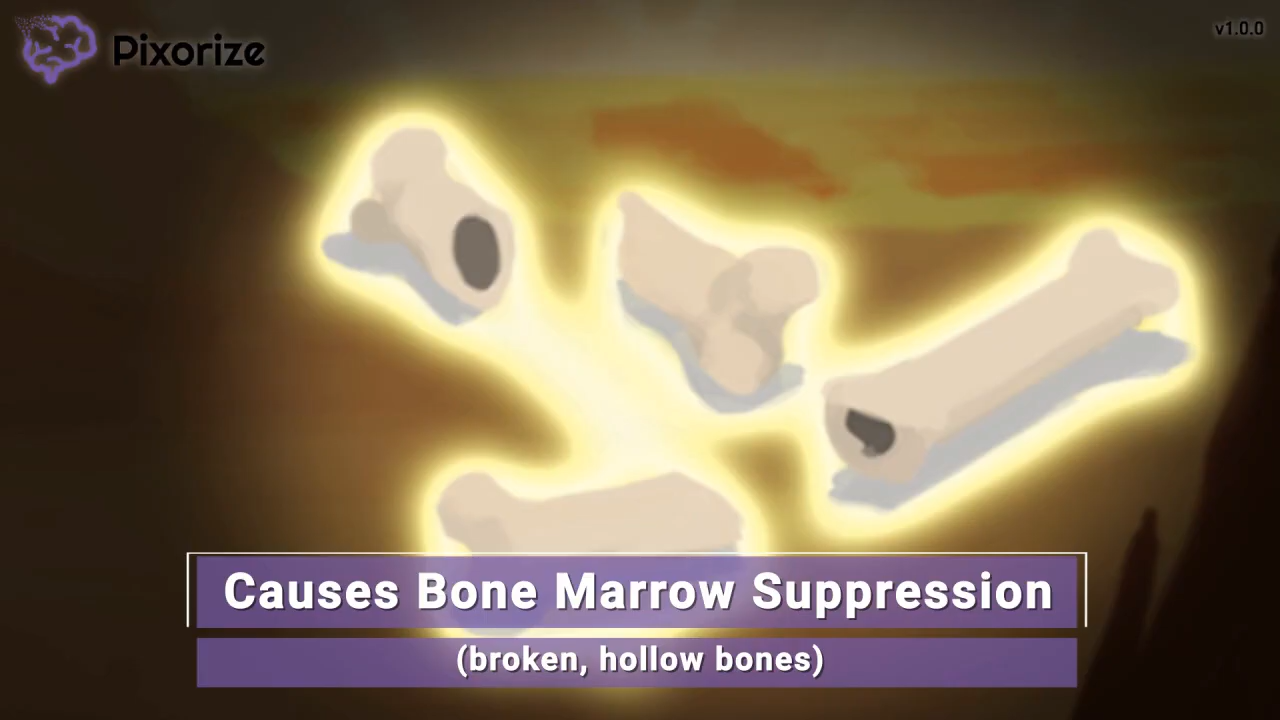 Pixorize
v1.0.0
Causes Bone Marrow Suppression
(broken, hollow bones)